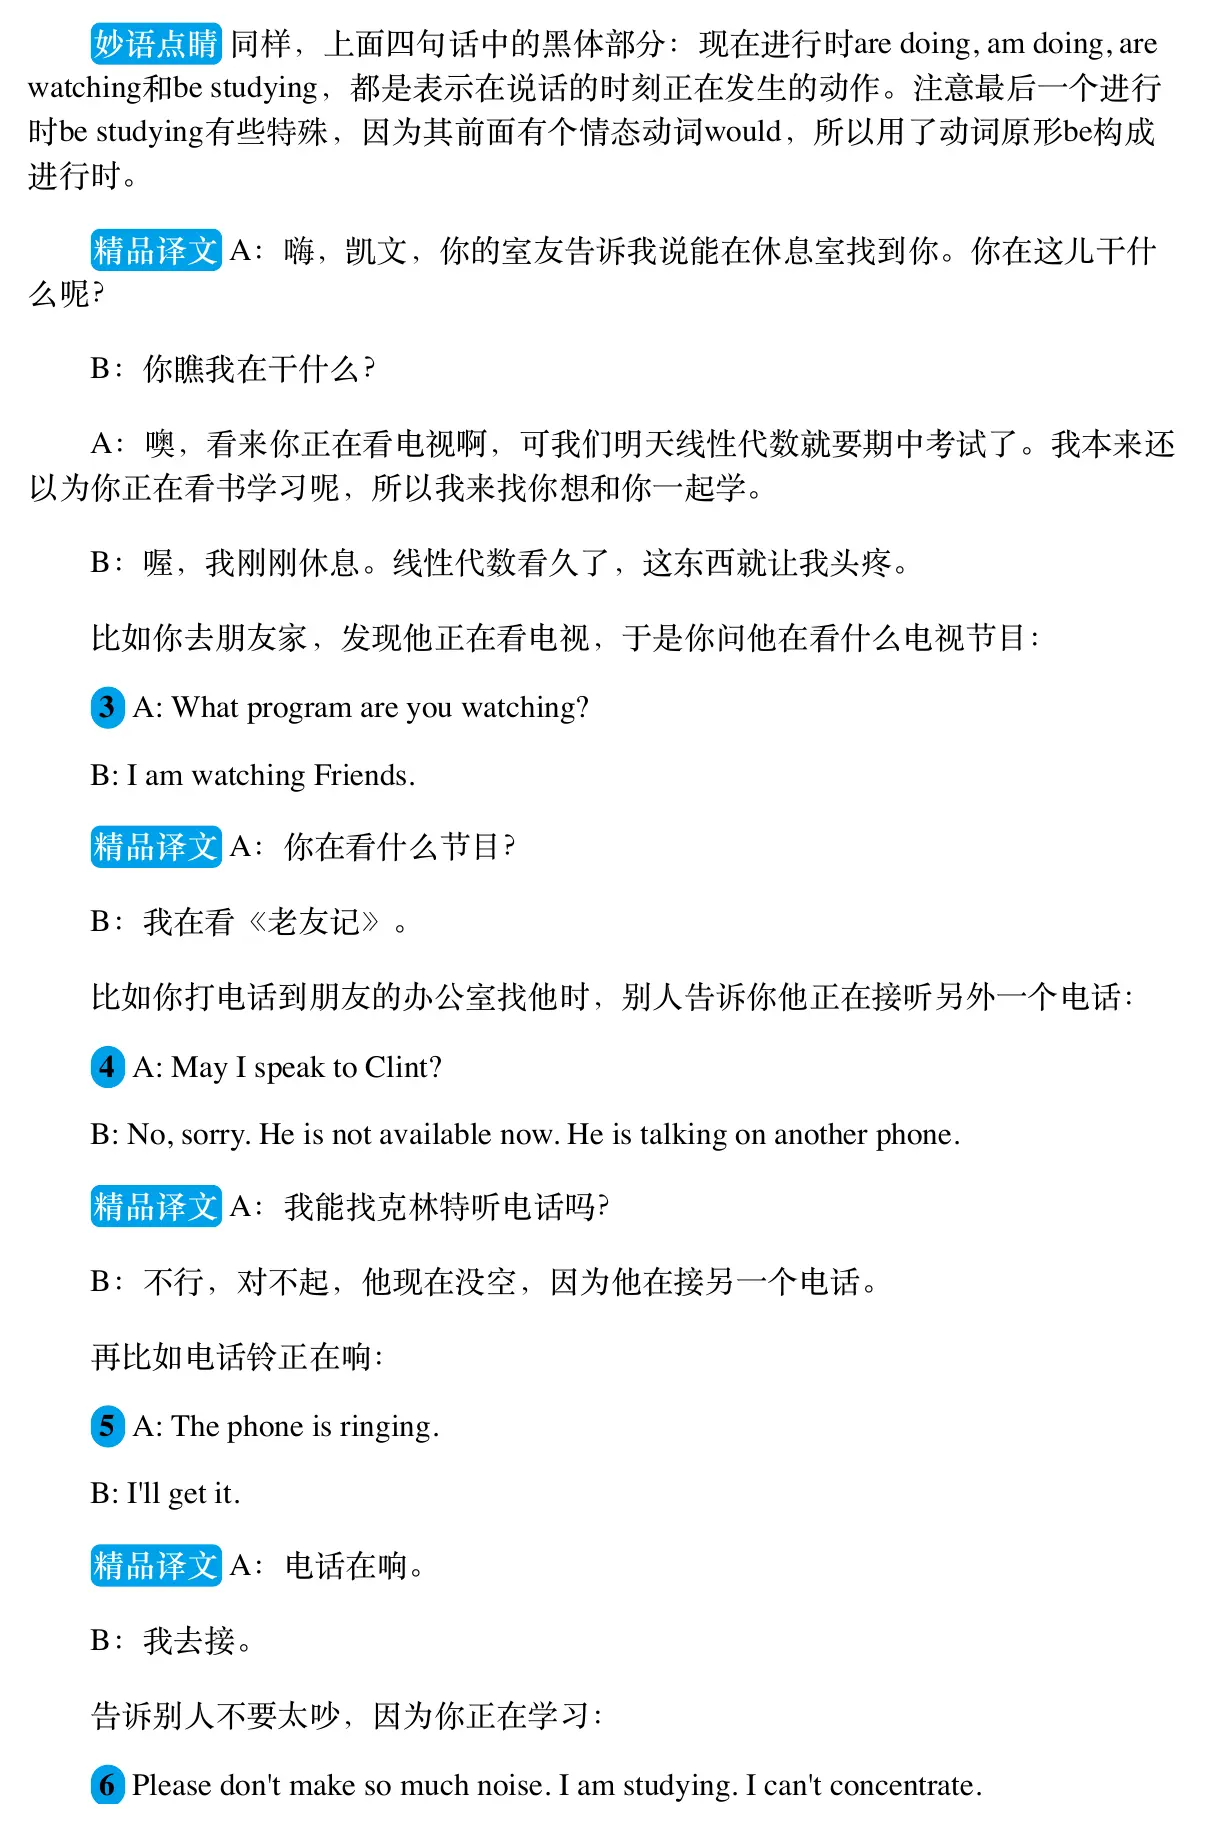 妙语点睛 同样，上面四句话中的黑体部分：现在进行时are doing, am doing, are
watching和be studying，都是表示在说话的时刻正在发生的动作。注意最后一个进行
时be studying有些特殊，因为其前面有个情态动词would，所以用了动词原形be构成
进行时。
精品译文 A：嗨，凯文，你的室友告诉我说能在休息室找到你。你在这儿干什
么呢？
B：你瞧我在干什么？
A：噢，看来你正在看电视啊，可我们明天线性代数就要期中考试了。我本来还
以为你正在看书学习呢，所以我来找你想和你一起学。
B：喔，我刚刚休息。线性代数看久了，这东西就让我头疼。
比如你去朋友家，发现他正在看电视，于是你问他在看什么电视节目：
3 A: What program are you watching?
B: I am watching Friends.
精品译文 A：你在看什么节目？
B：我在看《老友记》。
比如你打电话到朋友的办公室找他时，别人告诉你他正在接听另外一个电话：
4 A: May I speak to Clint?
B: No, sorry. He is not available now. He is talking on another phone.
精品译文 A：我能找克林特听电话吗？
B：不行，对不起，他现在没空，因为他在接另一个电话。
再比如电话铃正在响：
5 A: The phone is ringing.
B: I'll get it.
精品译文 A：电话在响。
B：我去接。
告诉别人不要太吵，因为你正在学习：
6 Please don't make so much noise. I am studying. I can't concentrate.